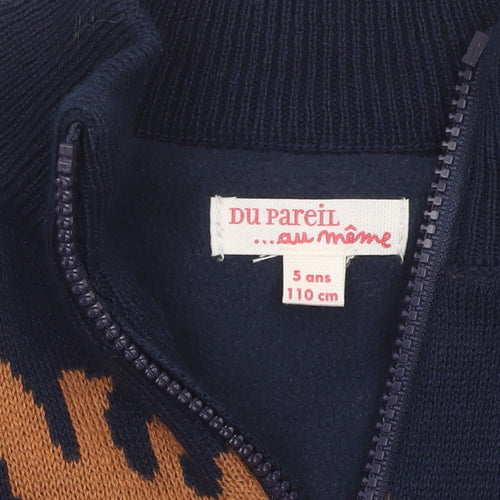 DU PAREIL
...au même
5 ans
110 cm